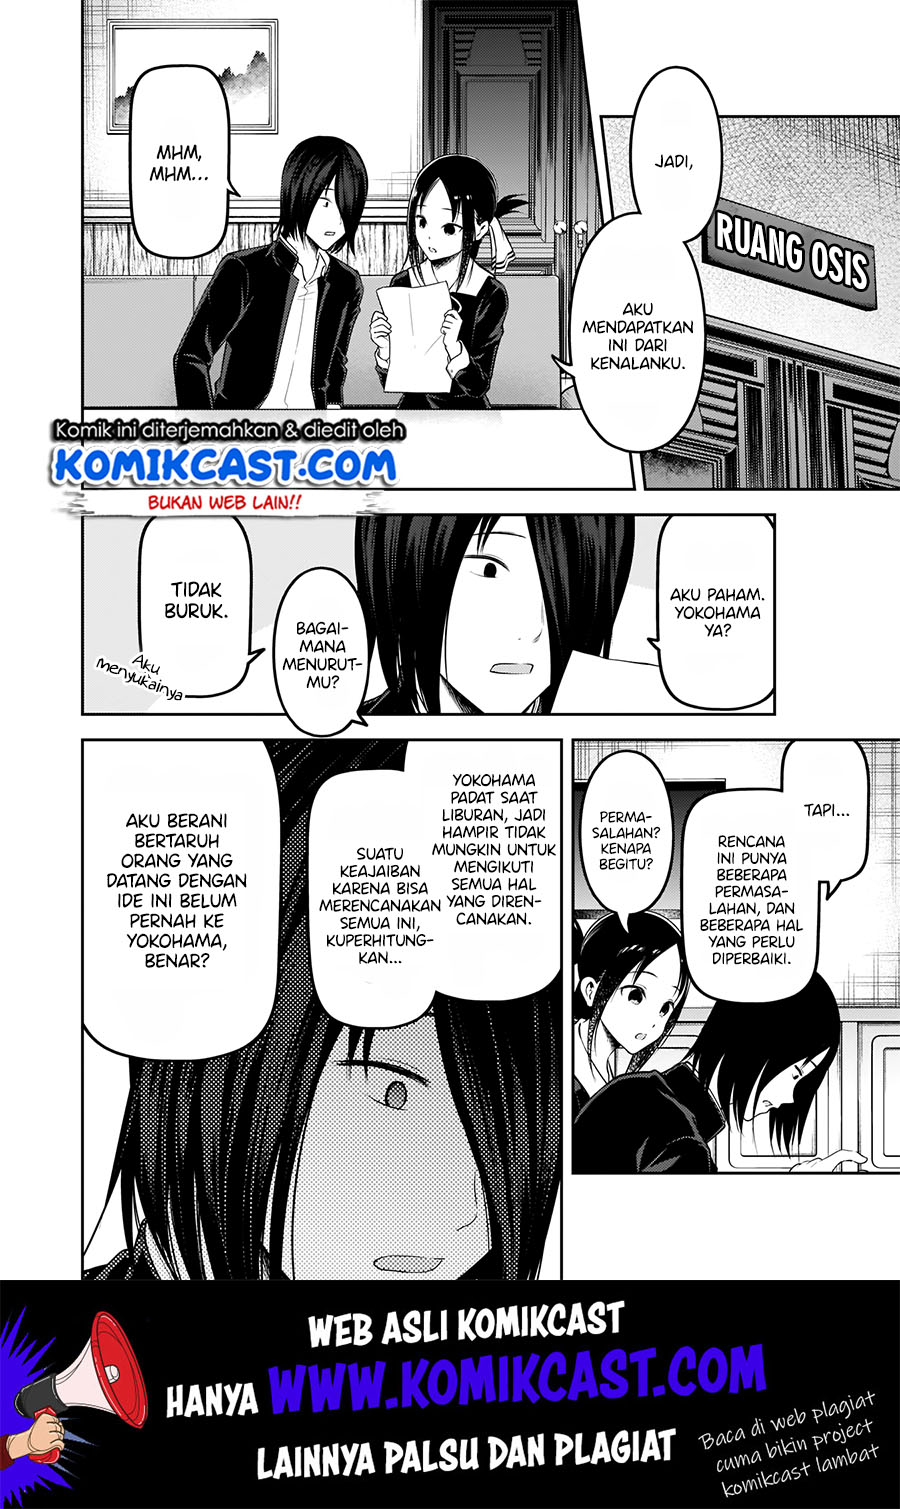 JADI,
RUANG OSIS
AKU
MENDAPATKAN
INI DARI
KENALANKU.
MHM,
MHM...
Komik ini diterjemahkan & diedit oleh
KOMIKCAST.COM
BUKAN WEB LAIN!!
AKU PAHAM.
YOKOHAMA
YA?
BAGAI-
MANA
MENURUT-
MU?
TIDAK
BURUK.
Aku
menyukainya
TAPI...
RENCANA
INI PUNYA
BEBERAPA
PERMASA-
LAHAN, DAN
BEBERAPA HAL
YANG PERLU
DIPERBAIKI.
PERMA-
SALAHAN?
KENAPA
BEGITU?
YOKOHAMA
PADAT SAAT
LIBURAN, JADI
HAMPIR TIDAK
MUNGKIN UNTUK
MENGIKUTI
SEMUA HAL
YANG DIREN-
CANAKAN.
SUATU
KEAJAIBAN
KARENA BISA
MERENCANAKAN
SEMUA INI,
KUPERHITUNG-
KAN...
AKU BERANI
BERTARUH
ORANG YANG
DATANG DENGAN
IDE INI BELUM
PERNAH KE
YOKOHAMA,
BENAR?
WEB ASLI KOMIKCAST
HANYA WWW.KOMIKCAST.COM
LAINNYA PALSU DAN PLAGIAT
Baca di web plagiat
cuma bikin project
komikcast lambat